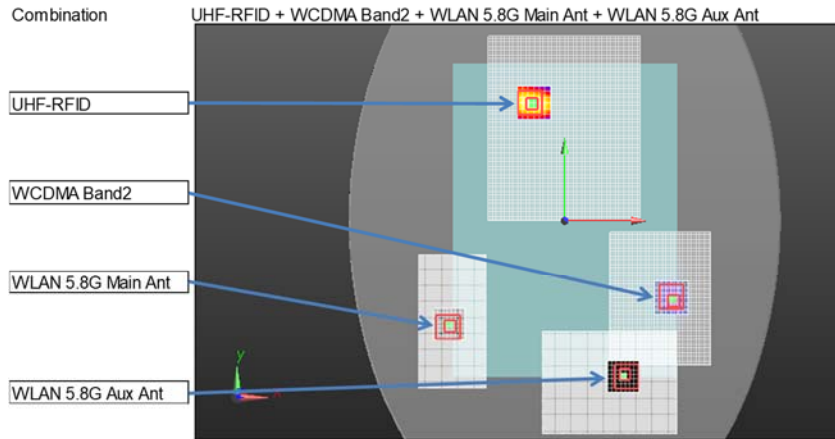 Combination UHF-RFID + WCDMA Band2 + WLAN 5.8G Main Ant + WLAN 5.8G Aux Ant
UHF-RFID
WCDMA Band2
WLAN 5.8G Main Ant
WLAN 5.8G Aux Ant
y